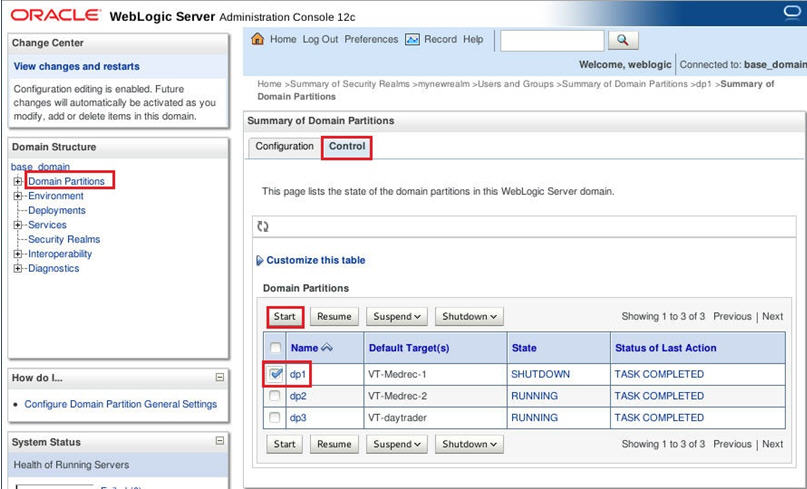 ORACLE WebLogic Server Administration Console 12c
Change Center
View changes and restarts
Configuration editing is enabled. Future
changes will automatically be activated as you
modify, add or delete items in this domain.
Domain Structure
base_domain
Domain Partitions
Environment
Deployments
Services
Security Realms
Interoperability
Diagnostics
How do I...
Configure Domain Partition General Settings
System Status
Health of Running Servers
Home Log Out Preferences Record Help
Welcome, weblogic Connected to: base_domain
Home >Summary of Security Realms >mynewrealm >Users and Groups >Summary of Domain Partitions >dp1 >Summary of
Domain Partitions
Summary of Domain Partitions
Configuration Control
This page lists the state of the domain partitions in this WebLogic Server domain.
Customize this table
Domain Partitions
Start Resume Suspend Shutdown Showing 1 to 3 of 3 Previous | Next
Name Default Target(s) State Status of Last Action
dp1 VT-Medrec-1 SHUTDOWN TASK COMPLETED
dp2 VT-Medrec-2 RUNNING TASK COMPLETED
dp3 VT-daytrader RUNNING TASK COMPLETED
Start Resume Suspend Shutdown Showing 1 to 3 of 3 Previous | Next